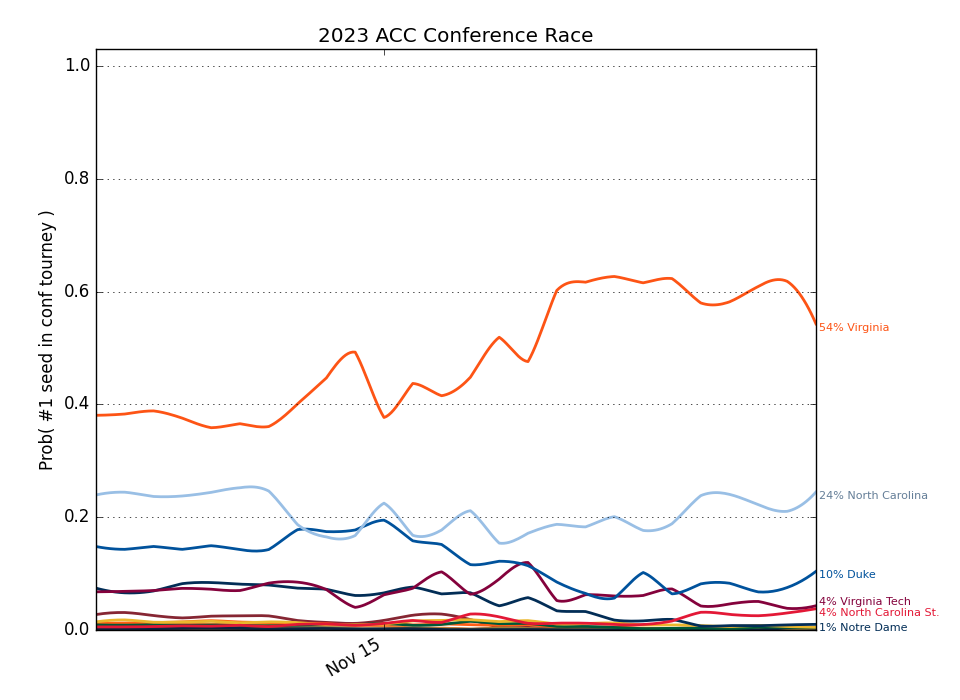 2023 ACC Conference Race
Prob( #1 seed in conf tourney )
1.0
0.8
0.6
0.4
0.2
0.0
Nov 15
54% Virginia
24% North Carolina
10% Duke
4% Virginia Tech
4% North Carolina St.
1% Notre Dame